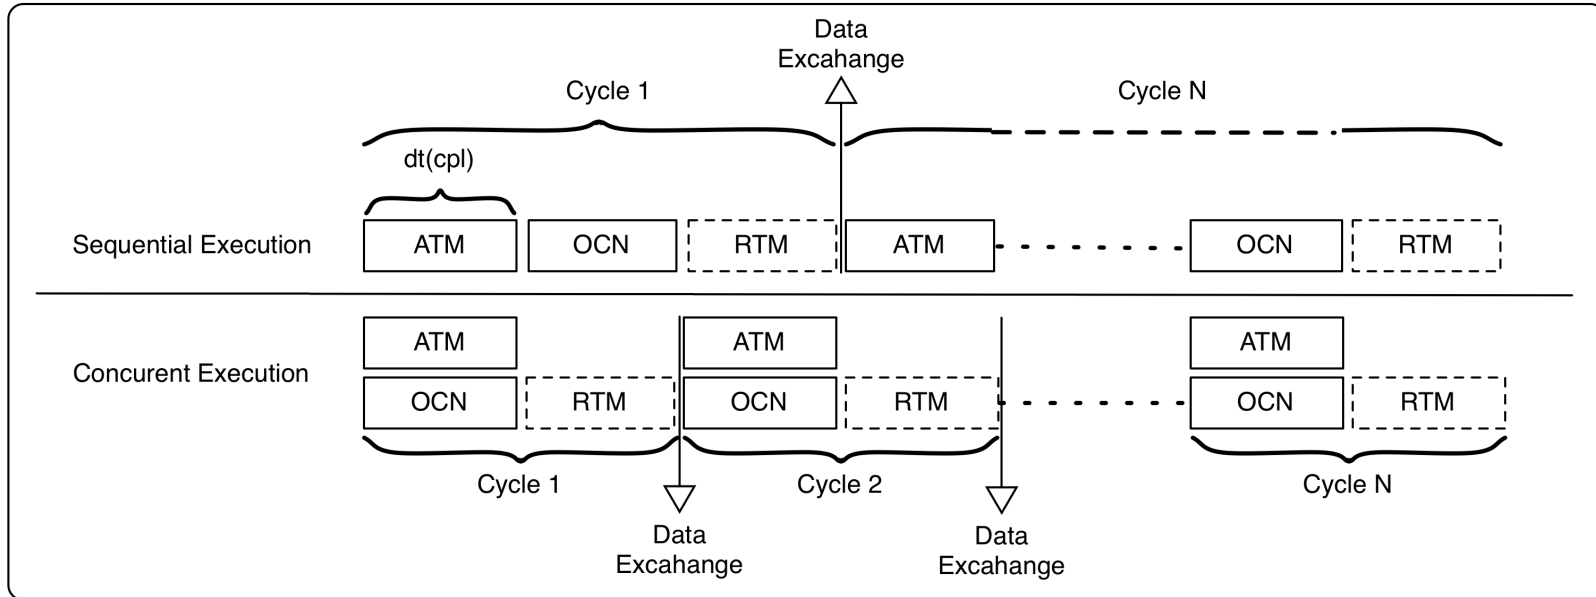 Data
Excahange
Cycle 1
Cycle N
dt(cpl)
Sequential Execution
ATM
OCN
RTM
ATM
OCN
RTM
ATM
ATM
ATM
Concurent Execution
OCN
RTM
OCN
RTM
OCN
RTM
Cycle 1
Cycle 2
Cycle N
Data
Excahange
Data
Excahange